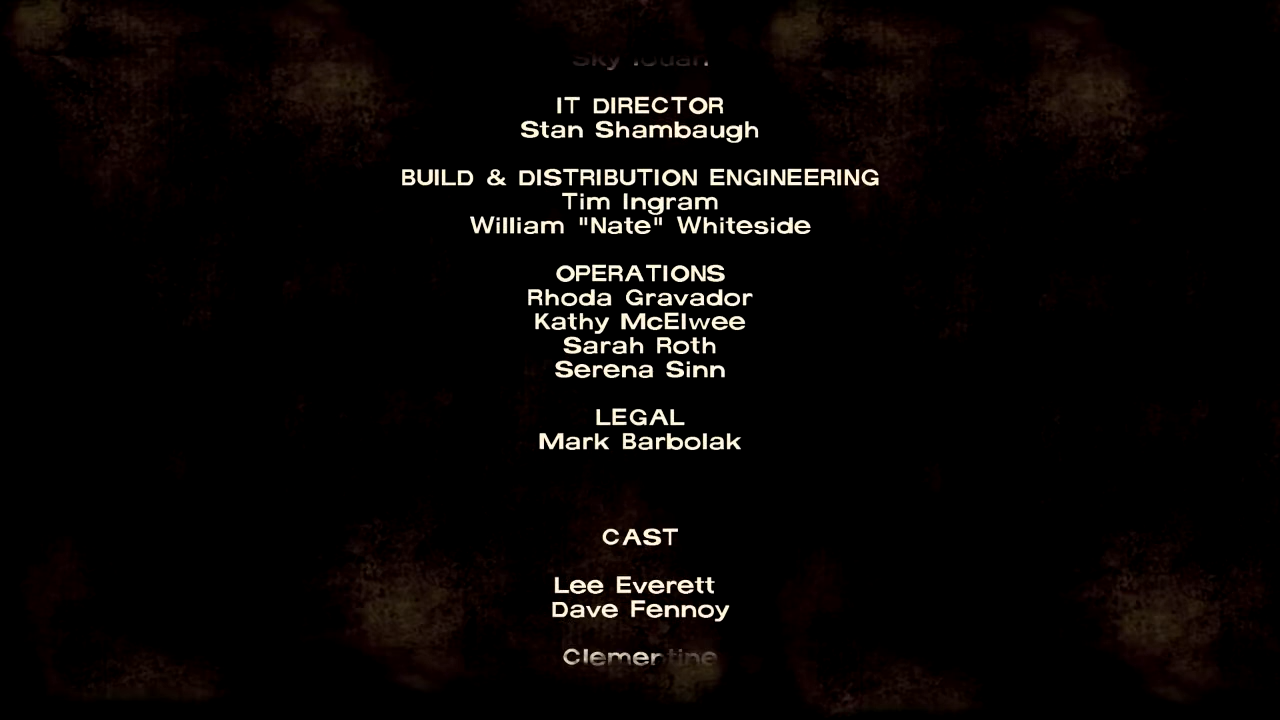 IT DIRECTOR
Stan Shambaugh
BUILD & DISTRIBUTION ENGINEERING
Tim Ingram
William "Nate" Whiteside
OPERATIONS
Rhoda Gravador
Kathy McElwee
Sarah Roth
Serena Sinn
LEGAL
Mark Barbolak
CAST
Lee Everett
Dave Fennoy
Clementine